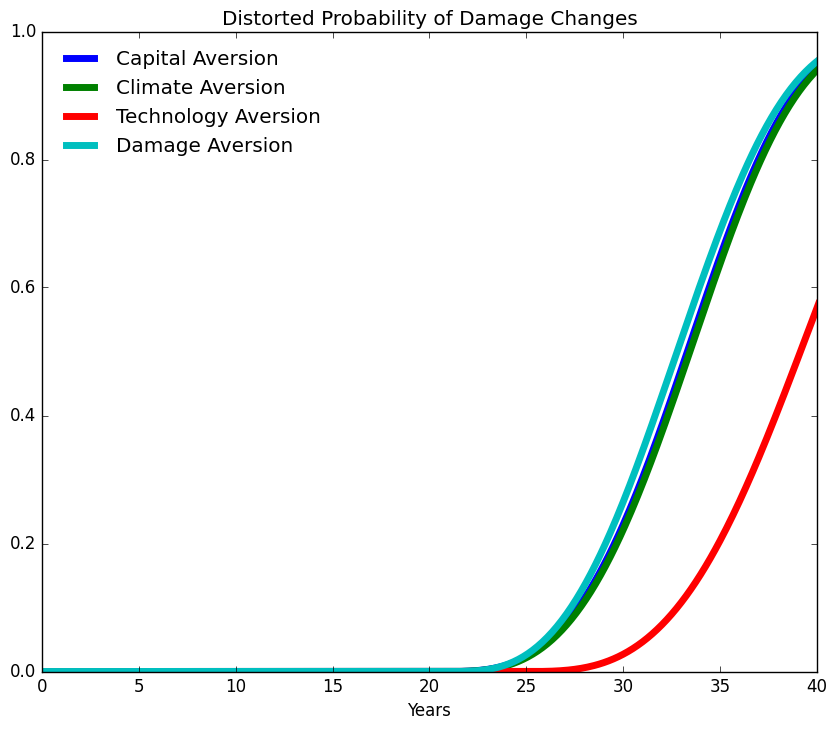 Distorted Probability of Damage Changes
1.0
Capital Aversion
Climate Aversion
Technology Aversion
Damage Aversion
0.8
0.6
0.4
0.2
0.0
0 5 10 15 20 25 30 35 40
Years